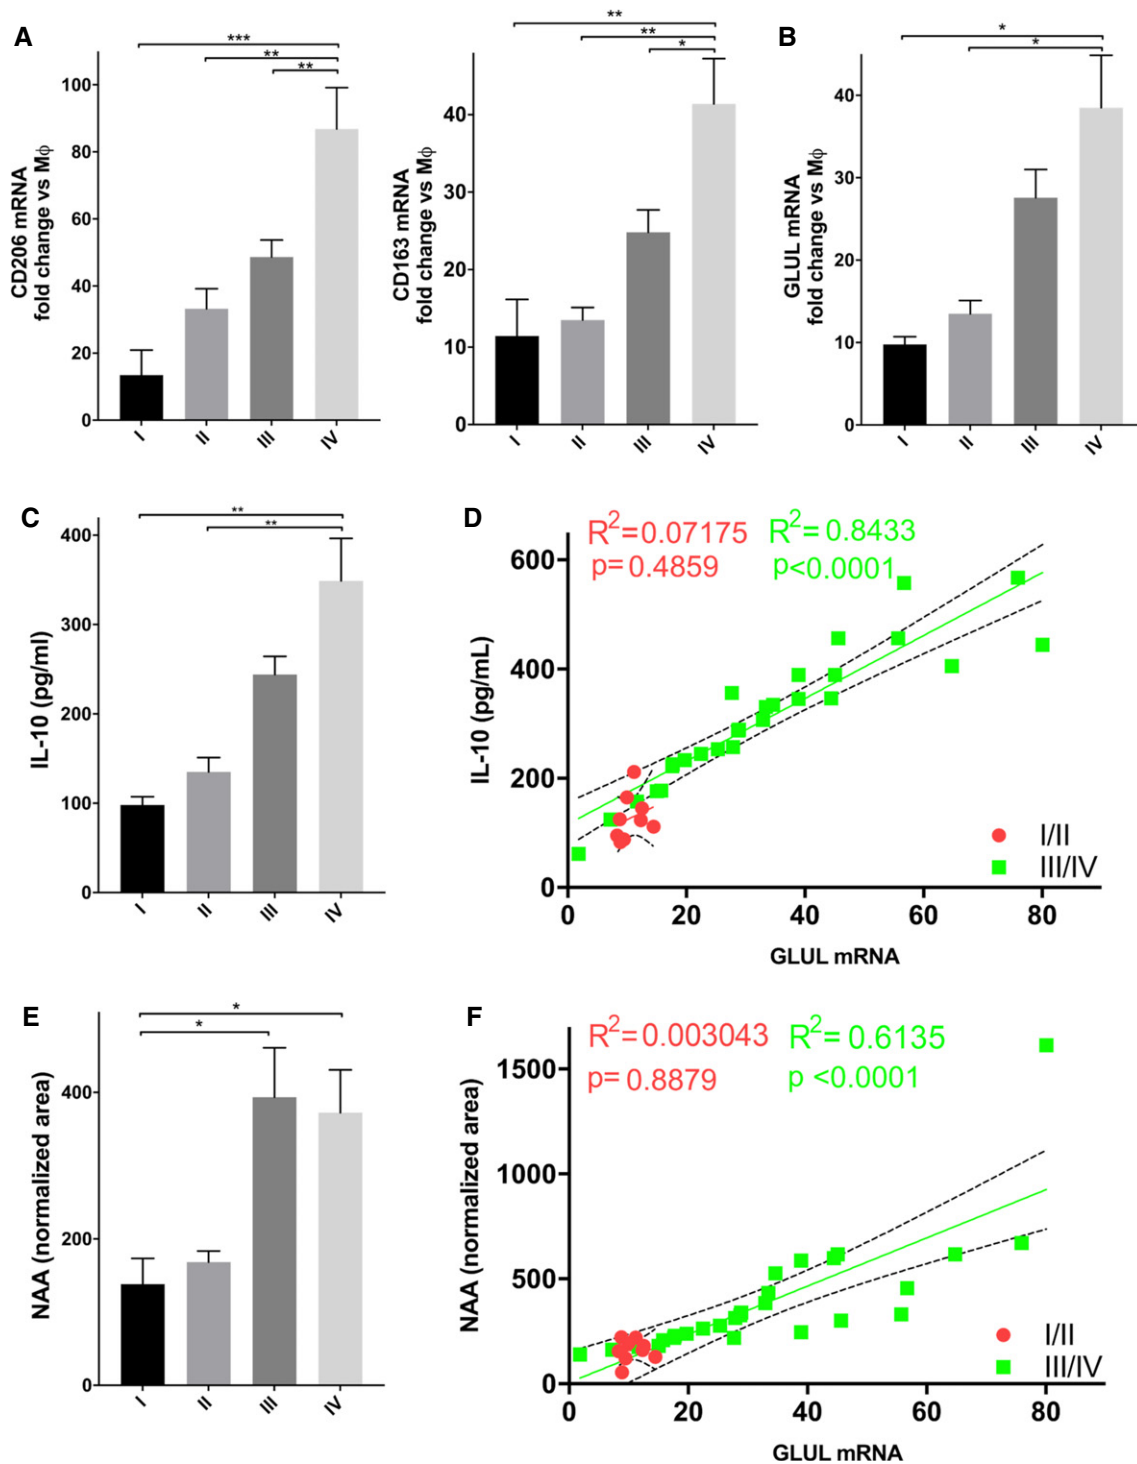 A
CD206 mRNA
fold change vs Mϕ
100
80
60
40
20
0
***
**
**
I
II
III
IV
CD163 mRNA
fold change vs Mϕ
40
30
20
10
0
**
**
*
I
II
III
IV
B
GLUL mRNA
fold change vs Mϕ
40
30
20
10
0
*
*
I
II
III
IV
C
IL-10 (pg/ml)
400
300
200
100
0
**
**
I
II
III
IV
D
IL-10 (pg/mL)
600
400
200
0
R²=0.07175
p= 0.4859
R²= 0.8433
p<0.0001
I/II
III/IV
0
20
40
60
80
GLUL mRNA
E
NAA (normalized area)
400
200
0
*
*
I
II
III
IV
F
NAA (normalized area)
1500
1000
500
0
R²=0.003043
p= 0.8879
R²= 0.6135
p <0.0001
I/II
III/IV
0
20
40
60
80
GLUL mRNA